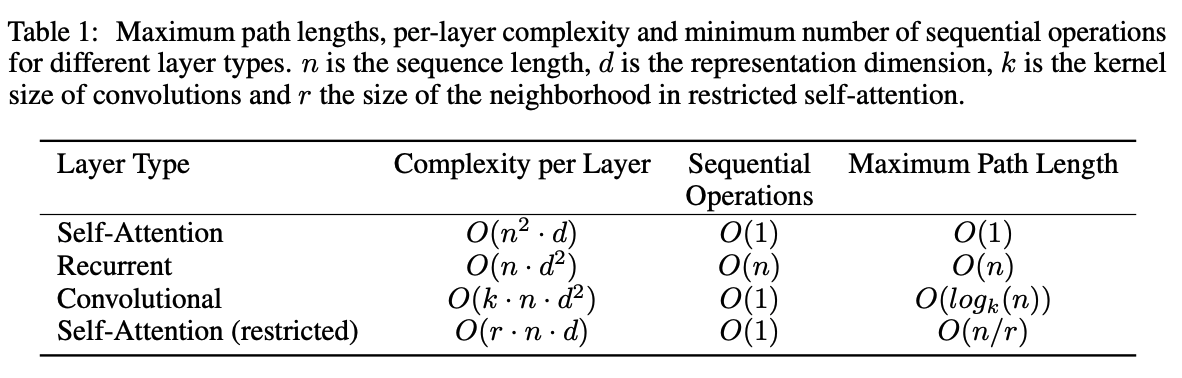 Table 1: Maximum path lengths, per-layer complexity and minimum number of sequential operations
for different layer types. n is the sequence length, d is the representation dimension, k is the kernel
size of convolutions and r the size of the neighborhood in restricted self-attention.
Layer Type Complexity per Layer Sequential Maximum Path Length
Operations
Self-Attention O(n² · d) O(1) O(1)
Recurrent O(n · d²) O(n) O(n)
Convolutional O(k · n · d²) O(1) O(logₖ(n))
Self-Attention (restricted) O(r · n · d) O(1) O(n/r)